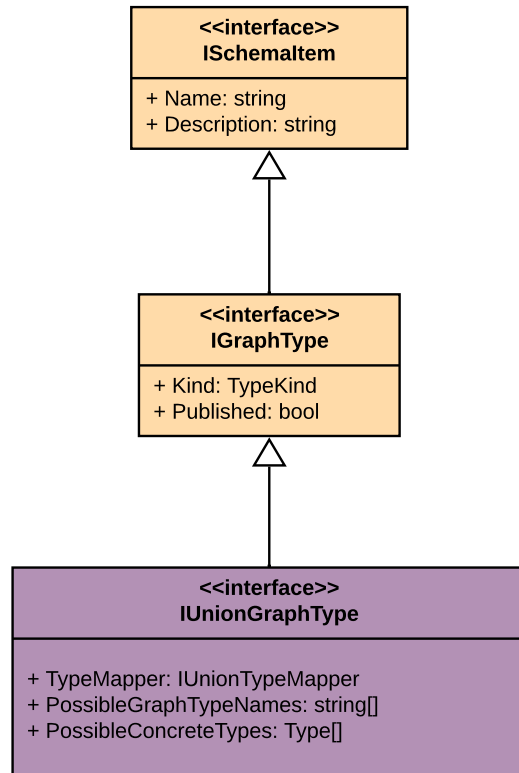 <<interface>>
ISchemaItem
+ Name: string
+ Description: string
<<interface>>
IGraphType
+ Kind: TypeKind
+ Published: bool
<<interface>>
IUnionGraphType
+ TypeMapper: IUnionTypeMapper
+ PossibleGraphTypeNames: string[]
+ PossibleConcreteTypes: Type[]